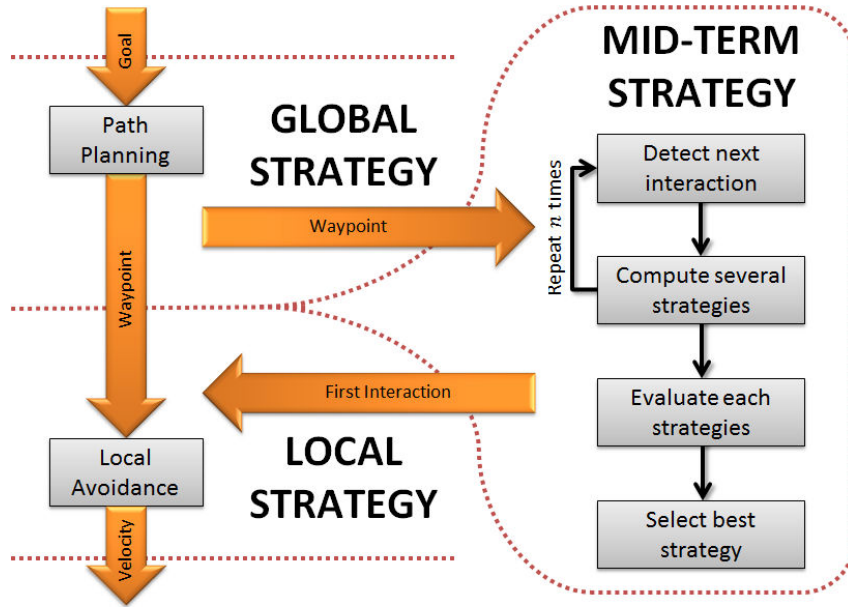 Goal
Path
Planning
Waypoint
GLOBAL
STRATEGY
Waypoint
First Interaction
LOCAL
STRATEGY
Local
Avoidance
Velocity
MID-TERM
STRATEGY
Detect next
interaction
Repeat n times
Compute several
strategies
Evaluate each
strategies
Select best
strategy